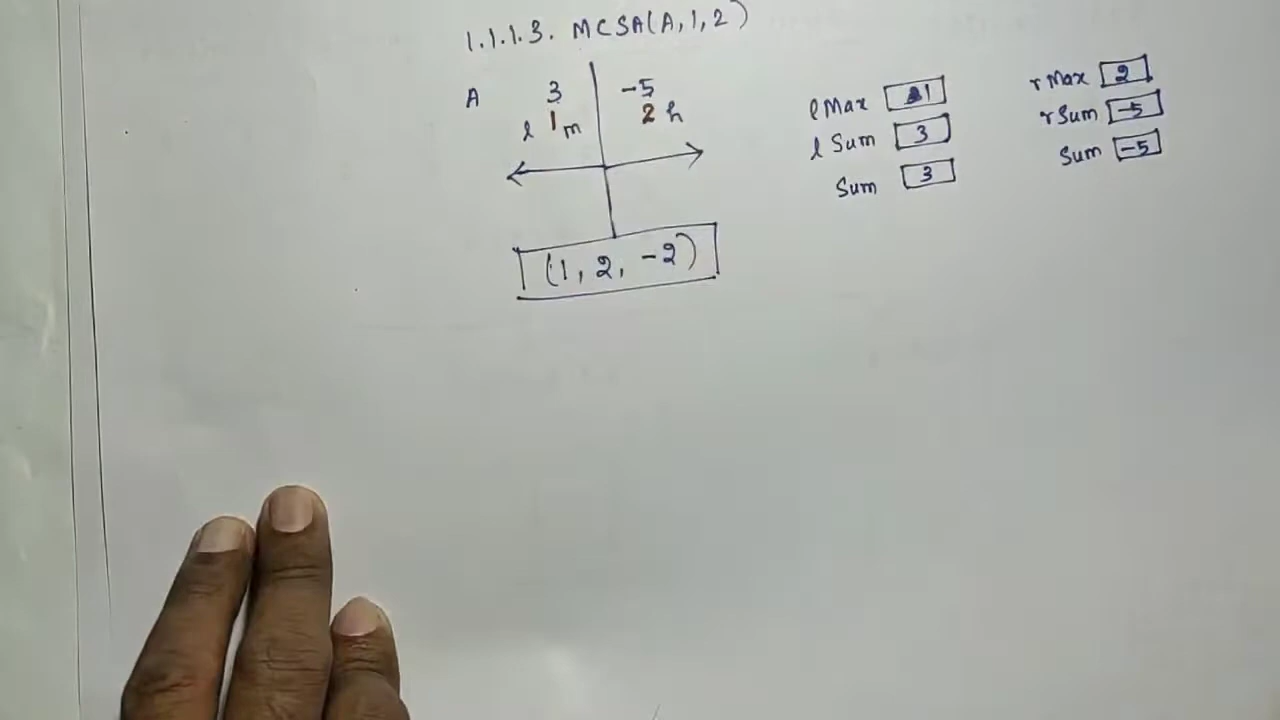 1.1.1.3. MCSA(A,1,2)
A 3 -5
l 1 m 2 h
(1, 2, -2)
lMax 1
lSum 3
Sum 3
rMax 2
rSum -5
Sum -5